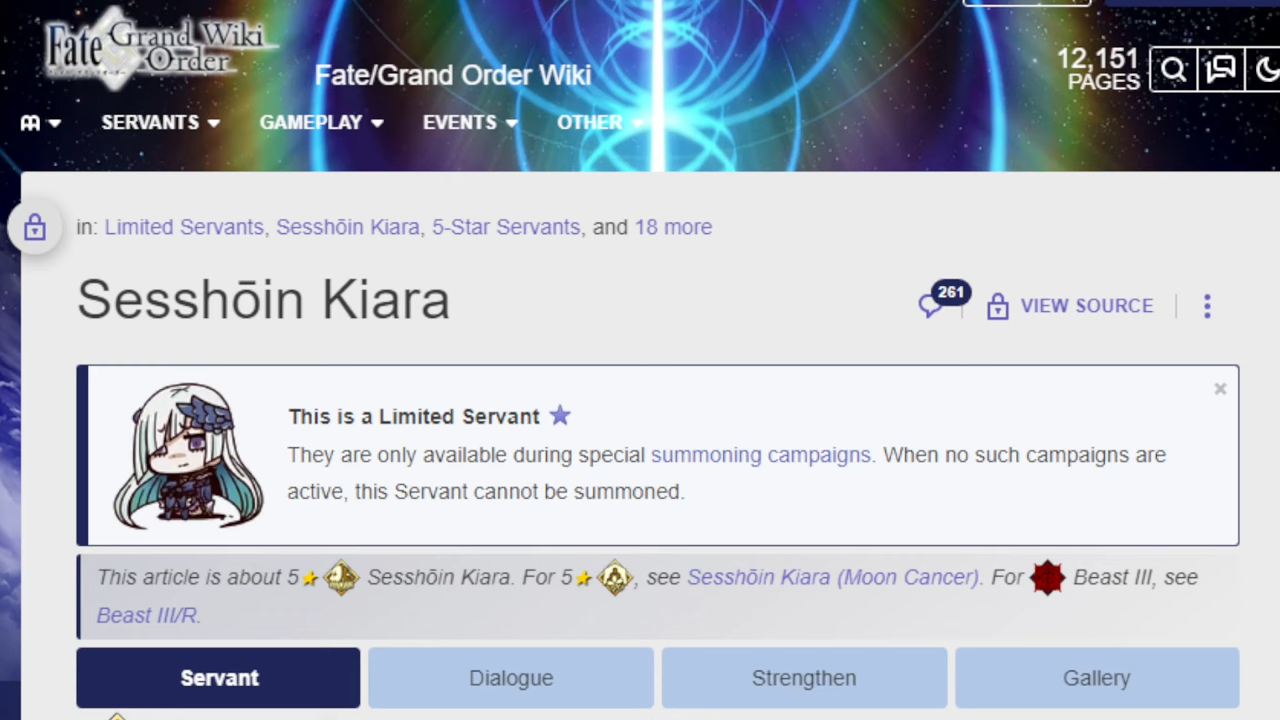 Fate Grand Order Wiki
Fate/Grand Order Wiki
12,151
PAGES
SERVANTS
GAMEPLAY
EVENTS
OTHER
in: Limited Servants, Sesshōin Kiara, 5-Star Servants, and 18 more
Sesshōin Kiara
261
VIEW SOURCE
This is a Limited Servant
They are only available during special summoning campaigns. When no such campaigns are
active, this Servant cannot be summoned.
This article is about 5 Sesshōin Kiara. For 5, see Sesshōin Kiara (Moon Cancer). For Beast III, see
Beast III/R.
Servant
Dialogue
Strengthen
Gallery